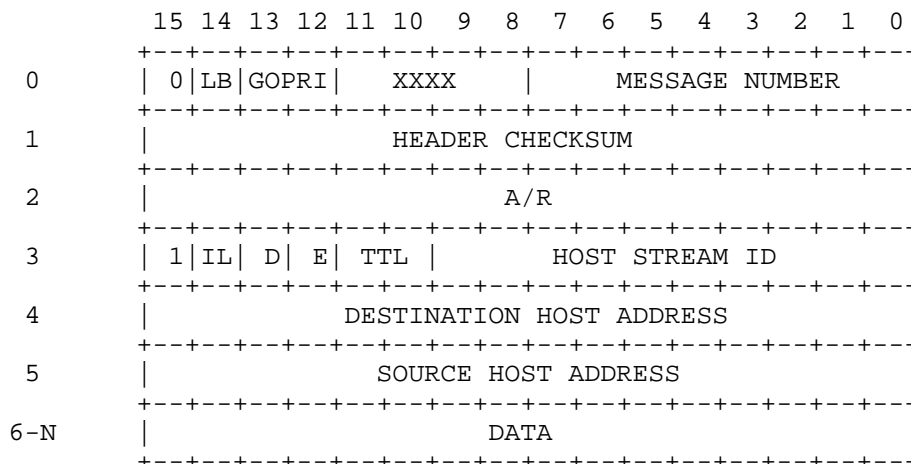 15 14 13 12 11 10 9 8 7 6 5 4 3 2 1 0
+--+--+--+--+--+--+--+--+--+--+--+--+--+--+--+---
0 | 0|LB|GOPRI| XXXX | MESSAGE NUMBER
+--+--+--+--+--+--+--+--+--+--+--+--+--+--+--+---
1 | HEADER CHECKSUM
+--+--+--+--+--+--+--+--+--+--+--+--+--+--+--+---
2 | A/R
+--+--+--+--+--+--+--+--+--+--+--+--+--+--+--+---
3 | 1|IL| D| E| TTL | HOST STREAM ID
+--+--+--+--+--+--+--+--+--+--+--+--+--+--+--+---
4 | DESTINATION HOST ADDRESS
+--+--+--+--+--+--+--+--+--+--+--+--+--+--+--+---
5 | SOURCE HOST ADDRESS
+--+--+--+--+--+--+--+--+--+--+--+--+--+--+--+---
6-N | DATA
+--+--+--+--+--+--+--+--+--+--+--+--+--+--+--+---